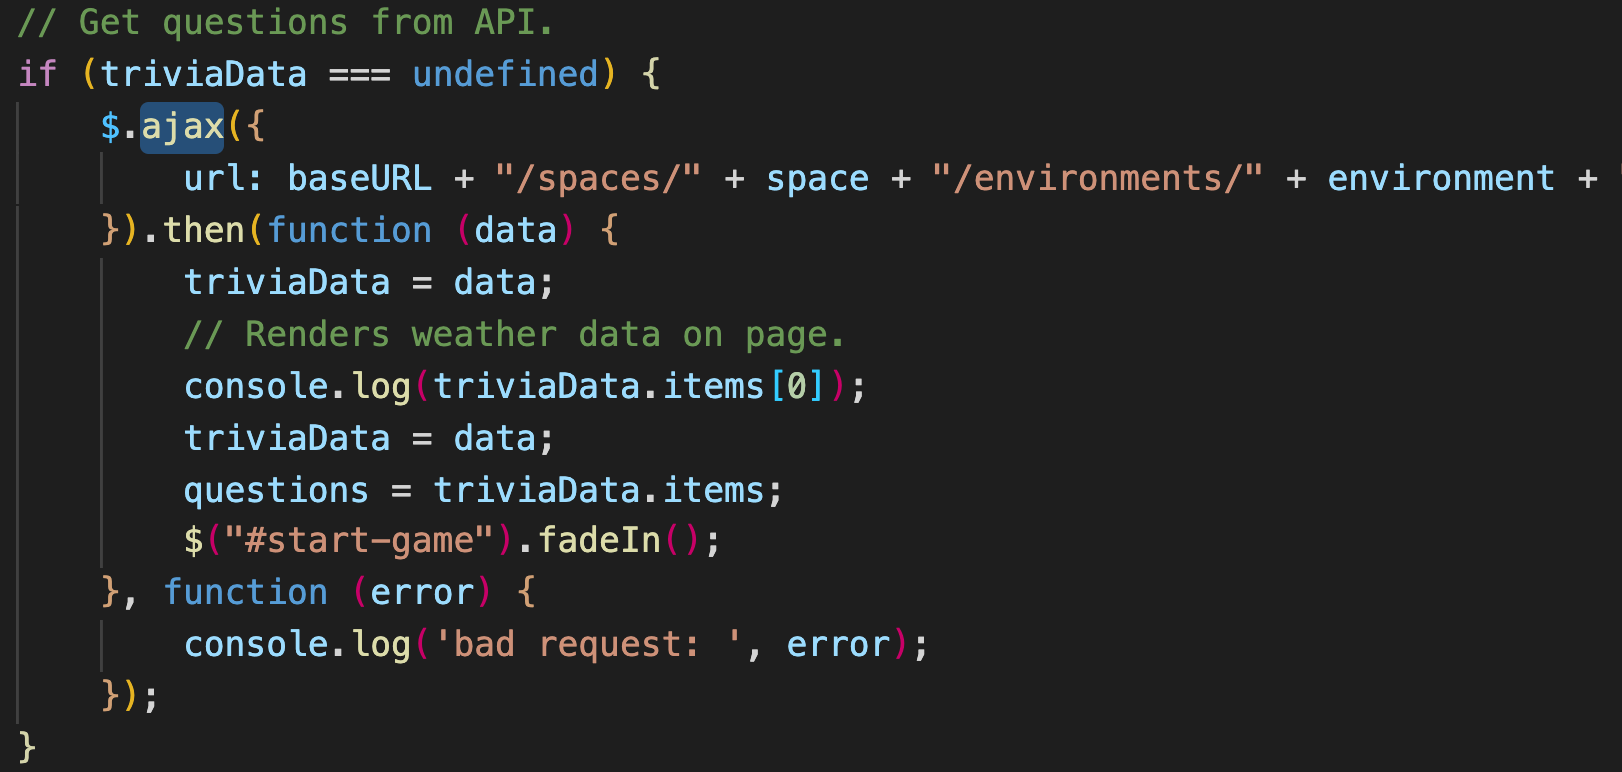 // Get questions from API.
if (triviaData === undefined) {
$.ajax({
url: baseURL + "/spaces/" + space + "/environments/" + environment +
}).then(function (data) {
triviaData = data;
// Renders weather data on page.
console.log(triviaData.items[0]);
triviaData = data;
questions = triviaData.items;
$("#start-game").fadeIn();
}, function (error) {
console.log('bad request: ', error);
});
}